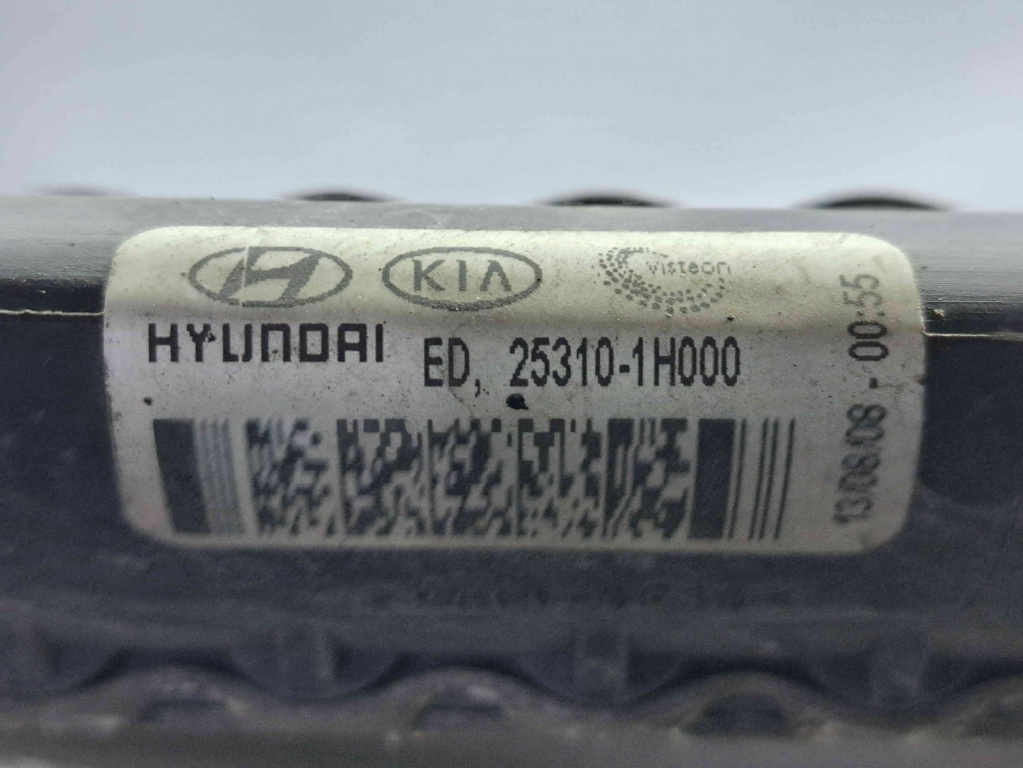 KIA
visteon
HYUNDAI
ED, 25310-1H000
13/06/08 - 00:55